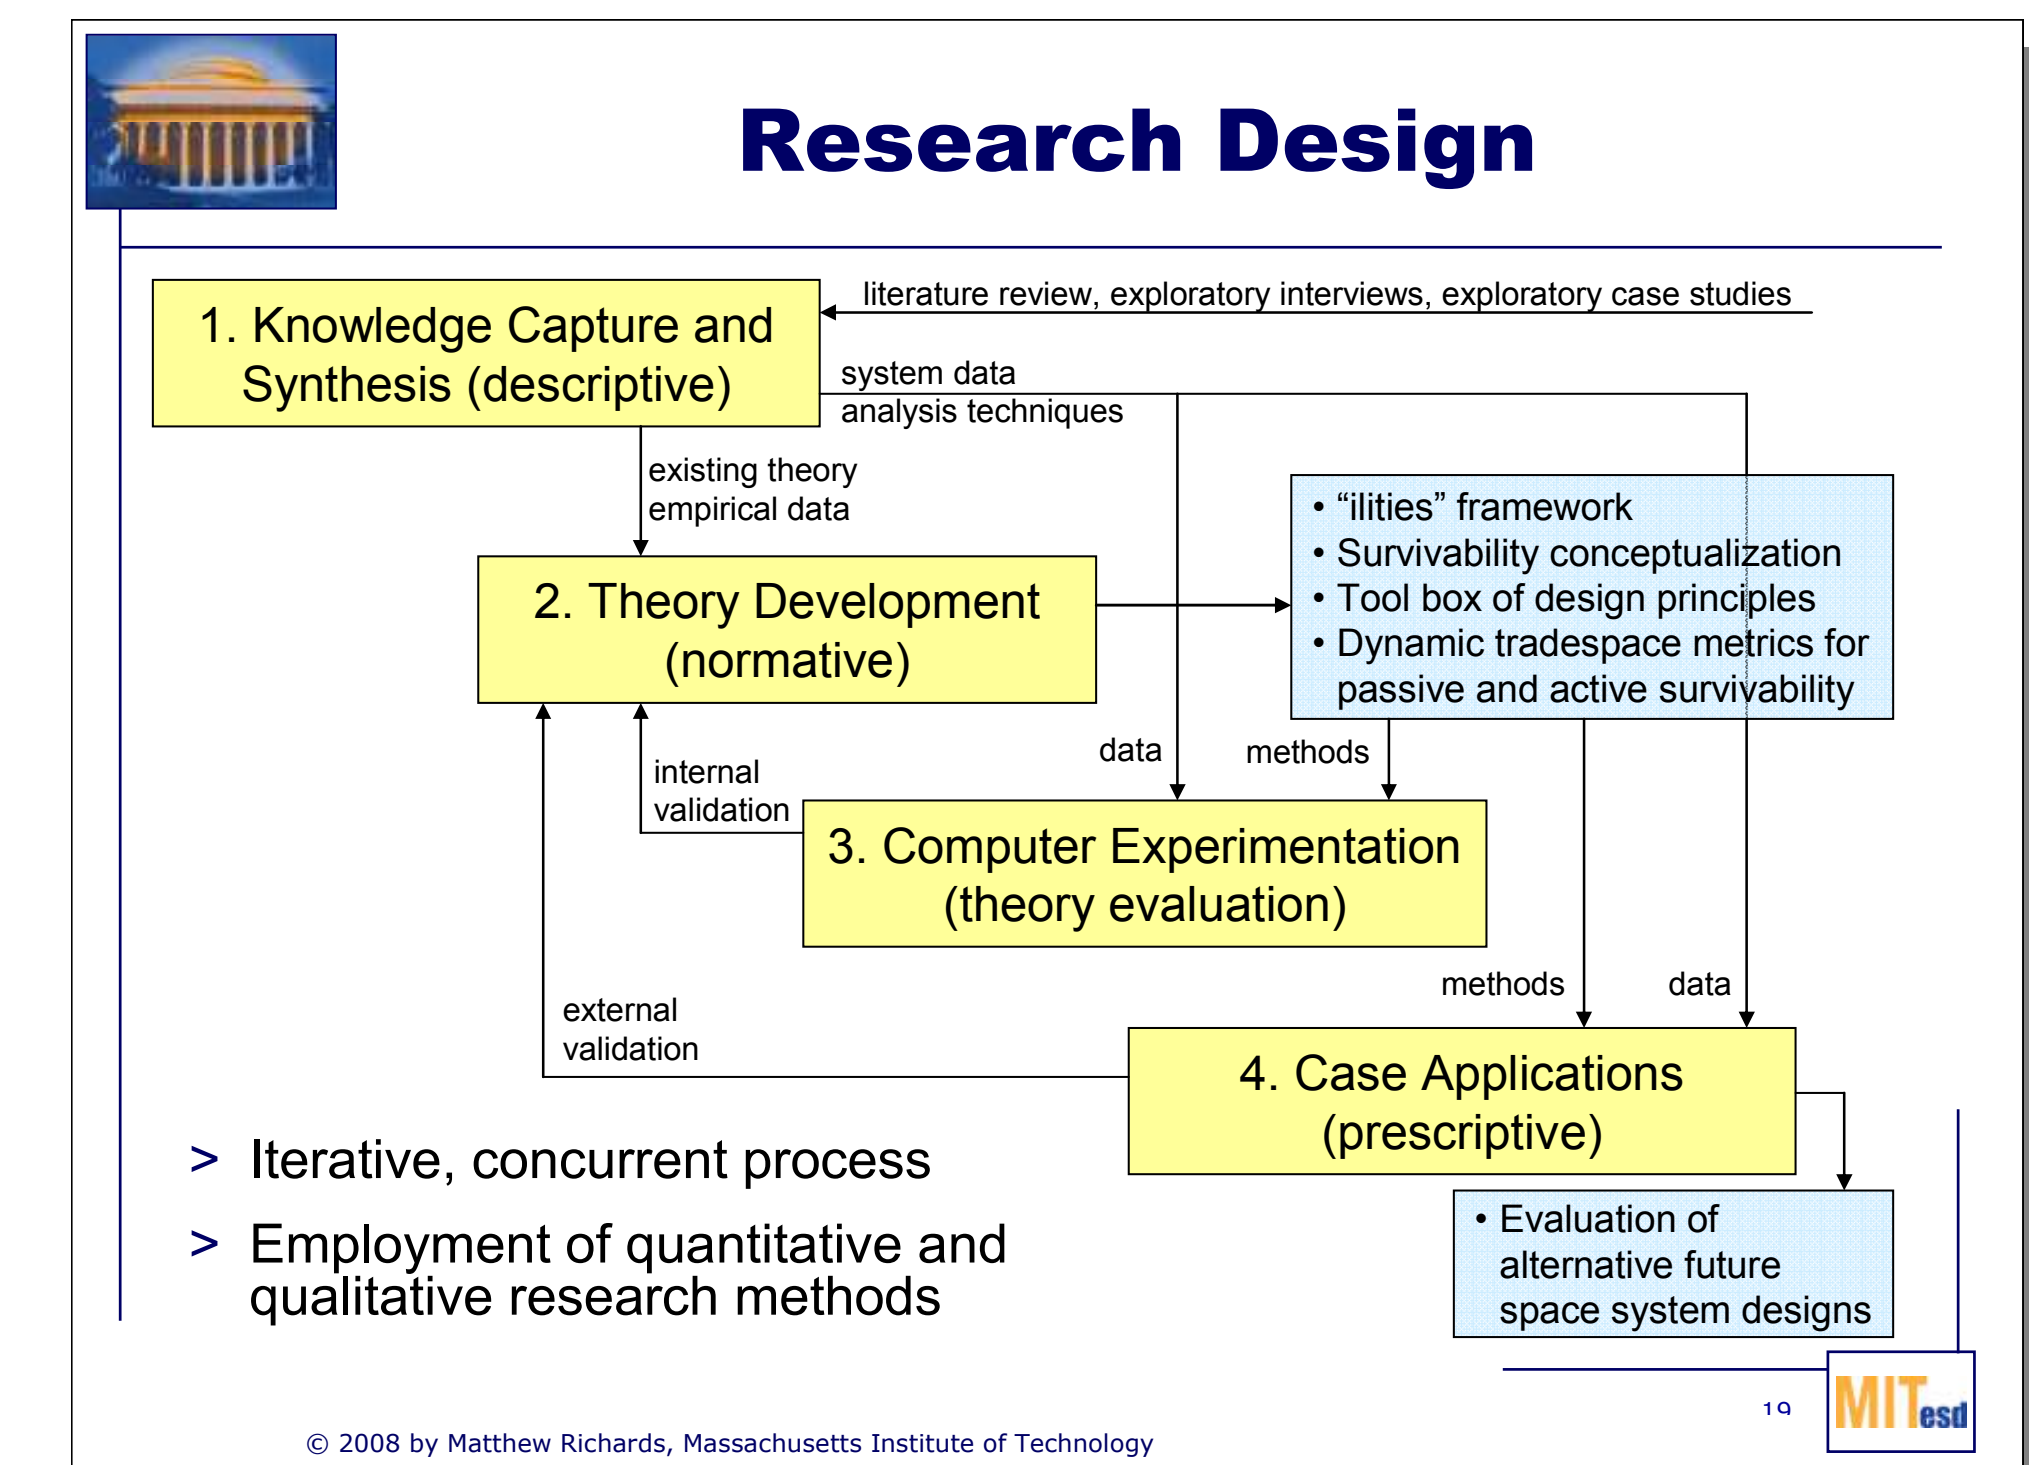 Research Design
literature review, exploratory interviews, exploratory case studies
1. Knowledge Capture and
Synthesis (descriptive)
system data
analysis techniques
existing theory
empirical data
• “ilities” framework
• Survivability conceptualization
• Tool box of design principles
• Dynamic tradespace metrics for
passive and active survivability
2. Theory Development
(normative)
data
methods
internal
validation
3. Computer Experimentation
(theory evaluation)
methods
data
external
validation
4. Case Applications
(prescriptive)
> Iterative, concurrent process
> Employment of quantitative and
qualitative research methods
• Evaluation of
alternative future
space system designs
19
MITesd
© 2008 by Matthew Richards, Massachusetts Institute of Technology